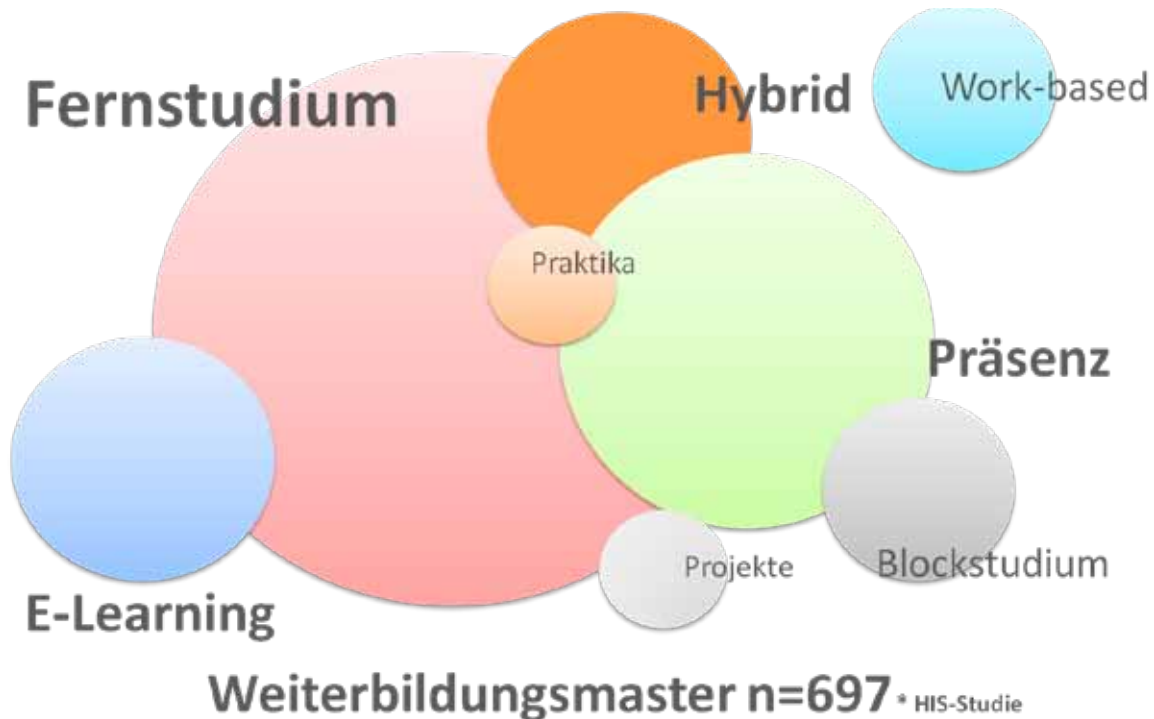 Fernstudium
Hybrid
Work-based
Praktika
Präsenz
Projekte
Blockstudium
E-Learning
Weiterbildungsmaster n=697 * HIS-Studie